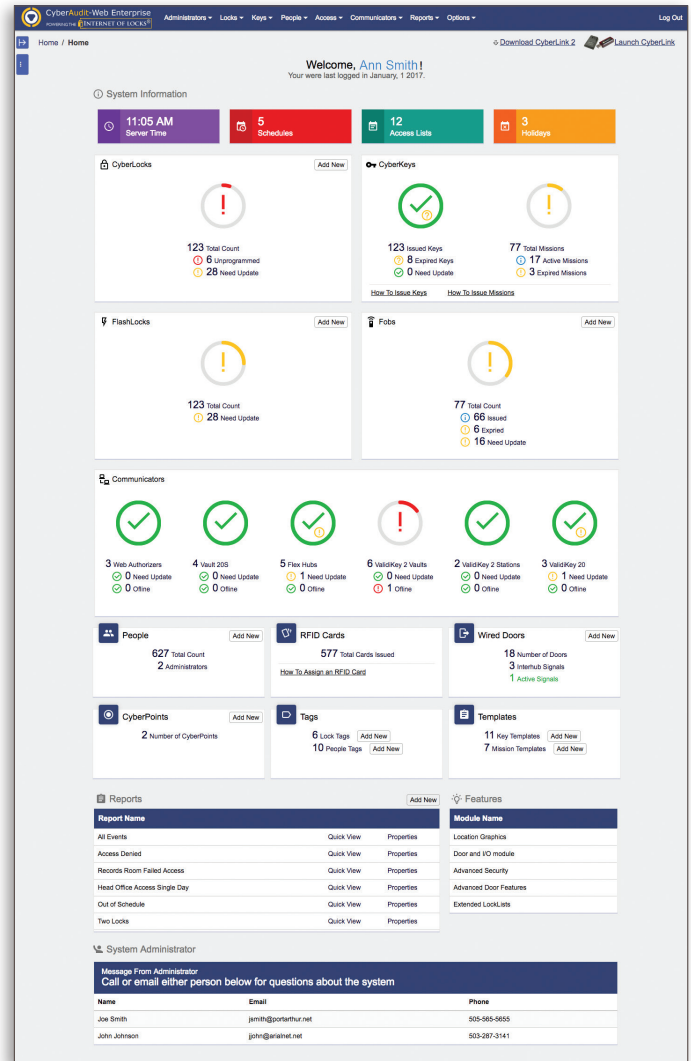 CyberAudit-Web Enterprise
POWERING THE INTERNET OF LOCKS®
Administrators Locks Keys People Access Communicators Reports Options Log Out
Home / Home
Download CyberLink 2 Launch CyberLink
Welcome, Ann Smith!
Your were last logged in January, 1 2017.
System Information
11:05 AM
Server Time
5
Schedules
12
Access Lists
3
Holidays
CyberLocks Add New
123 Total Count
6 Unprogrammed
28 Need Update
CyberKeys
123 Issued Keys
8 Expired Keys
0 Need Update
77 Total Missions
17 Active Missions
3 Expired Missions
How To Issue Keys How To Issue Missions
FlashLocks Add New
123 Total Count
28 Need Update
Fobs Add New
77 Total Count
66 Issued
6 Expried
16 Need Update
Communicators
3 Web Authorizers
0 Need Update
0 Ofline
4 Vault 20S
0 Need Update
0 Ofline
5 Flex Hubs
1 Need Update
0 Ofline
6 ValidiKey 2 Vaults
0 Need Update
1 Ofline
2 ValidiKey 2 Stations
0 Need Update
0 Ofline
3 ValidiKey 20
1 Need Update
0 Ofline
People Add New
627 Total Count
2 Administrators
RFID Cards
577 Total Cards Issued
How To Assign an RFID Card
Wired Doors Add New
18 Number of Doors
3 Interhub Signals
1 Active Signals
CyberPoints Add New
2 Number of CyberPoints
Tags
6 Lock Tags Add New
10 People Tags Add New
Templates
11 Key Templates Add New
7 Mission Templates Add New
Reports Add New
Report Name
All Events Quick View Properties
Access Denied Quick View Properties
Records Room Failed Access Quick View Properties
Head Office Access Single Day Quick View Properties
Out of Schedule Quick View Properties
Two Locks Quick View Properties
Features
Module Name
Location Graphics
Door and I/O module
Advanced Security
Advanced Door Features
Extended LockLists
System Administrator
Message From Administrator
Call or email either person below for questions about the system
Name Email Phone
Joe Smith jsmith@portarthur.net 505-565-5655
John Johnson jjohn@arialnet.net 503-287-3141